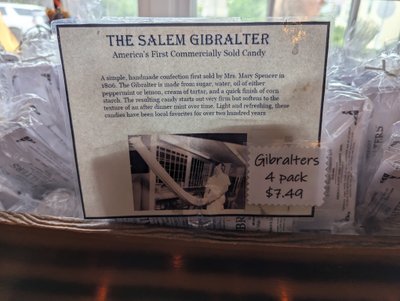 THE SALEM GIBRALTER
America's First Commercially Sold Candy
A simple, handmade confection first sold by Mrs. Mary Spencer in
1806. The Gibralter is made from sugar, water, oil of either
peppermint or lemon, cream of tartar, and a quick finish of corn
starch. The resulting candy starts out very firm but softens to the
texture of an after dinner mint over time. Light and refreshing, these
candies have been local favorites for over two hundred years
Gibralters
4 pack
$7.49